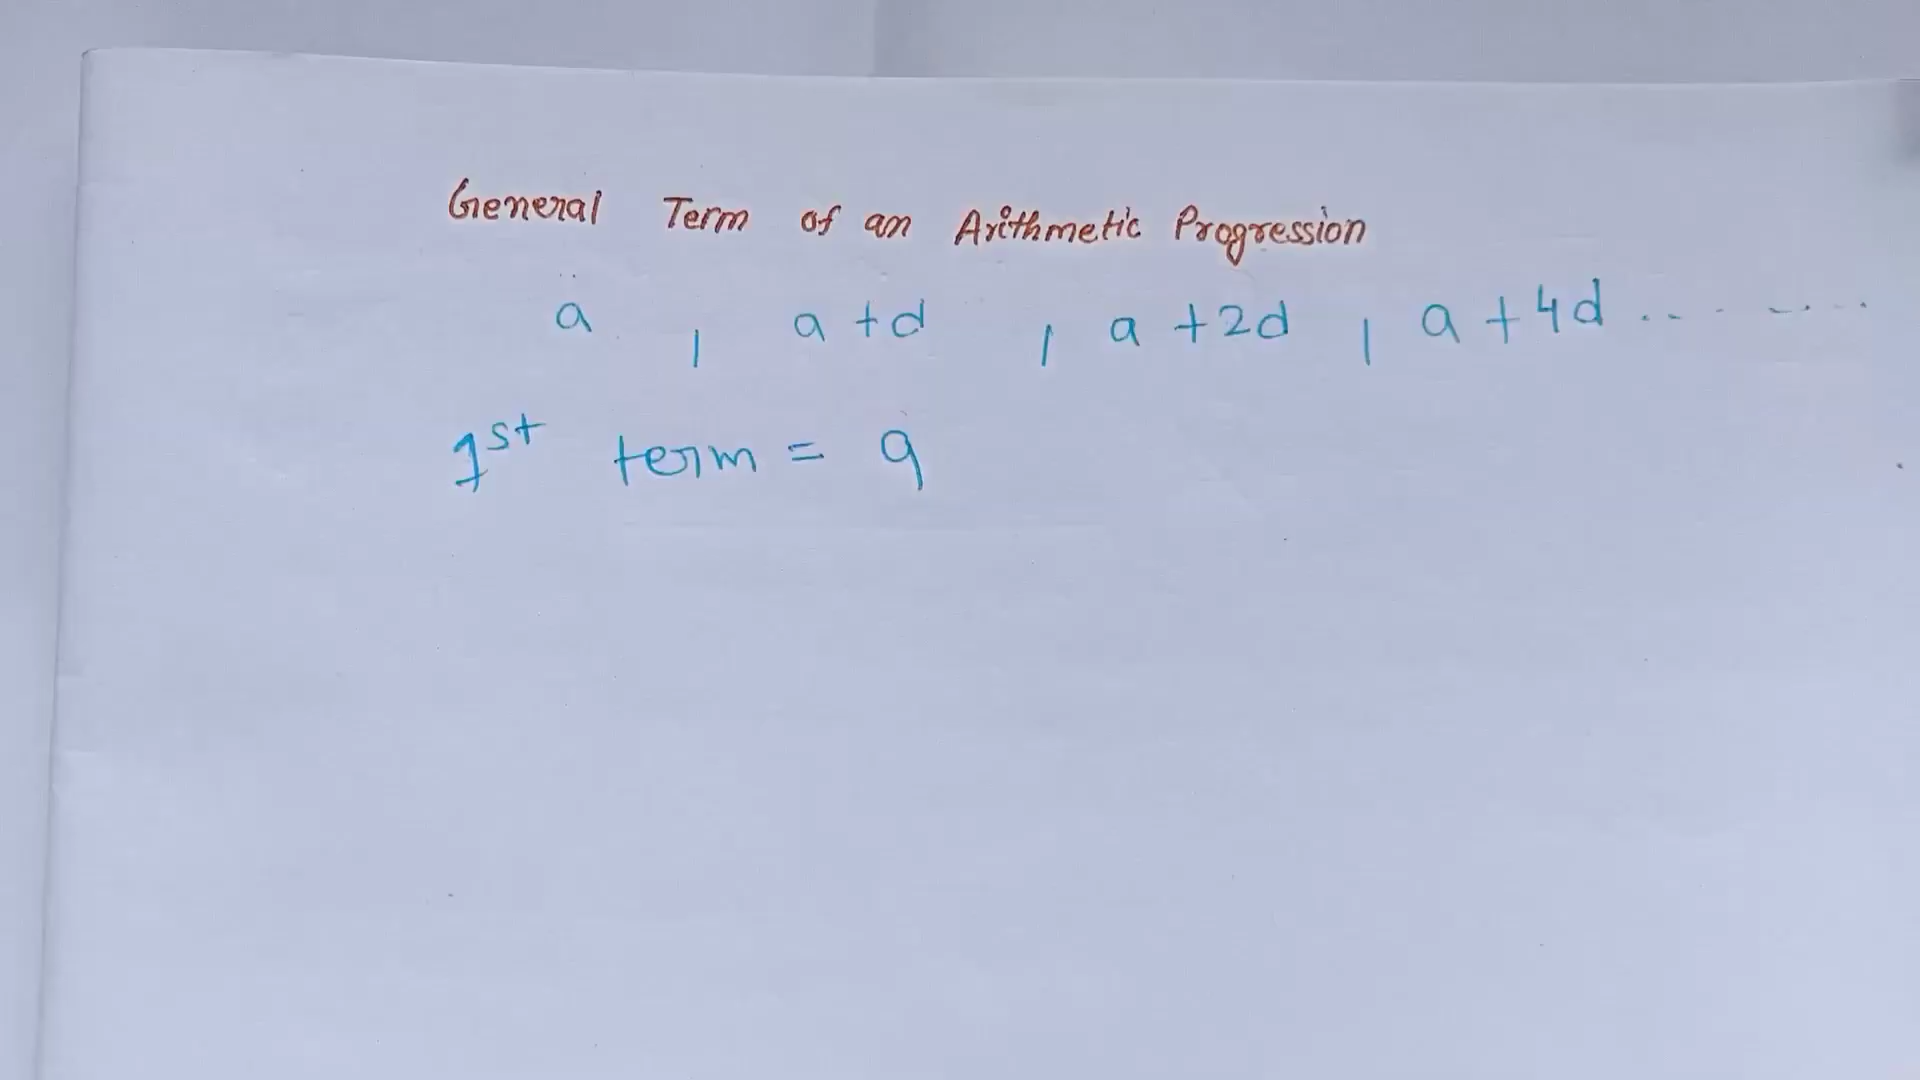 General Term of an Arithmetic Progression
a , a +d , a +2d , a +4d .. . - ... .
1st term = a